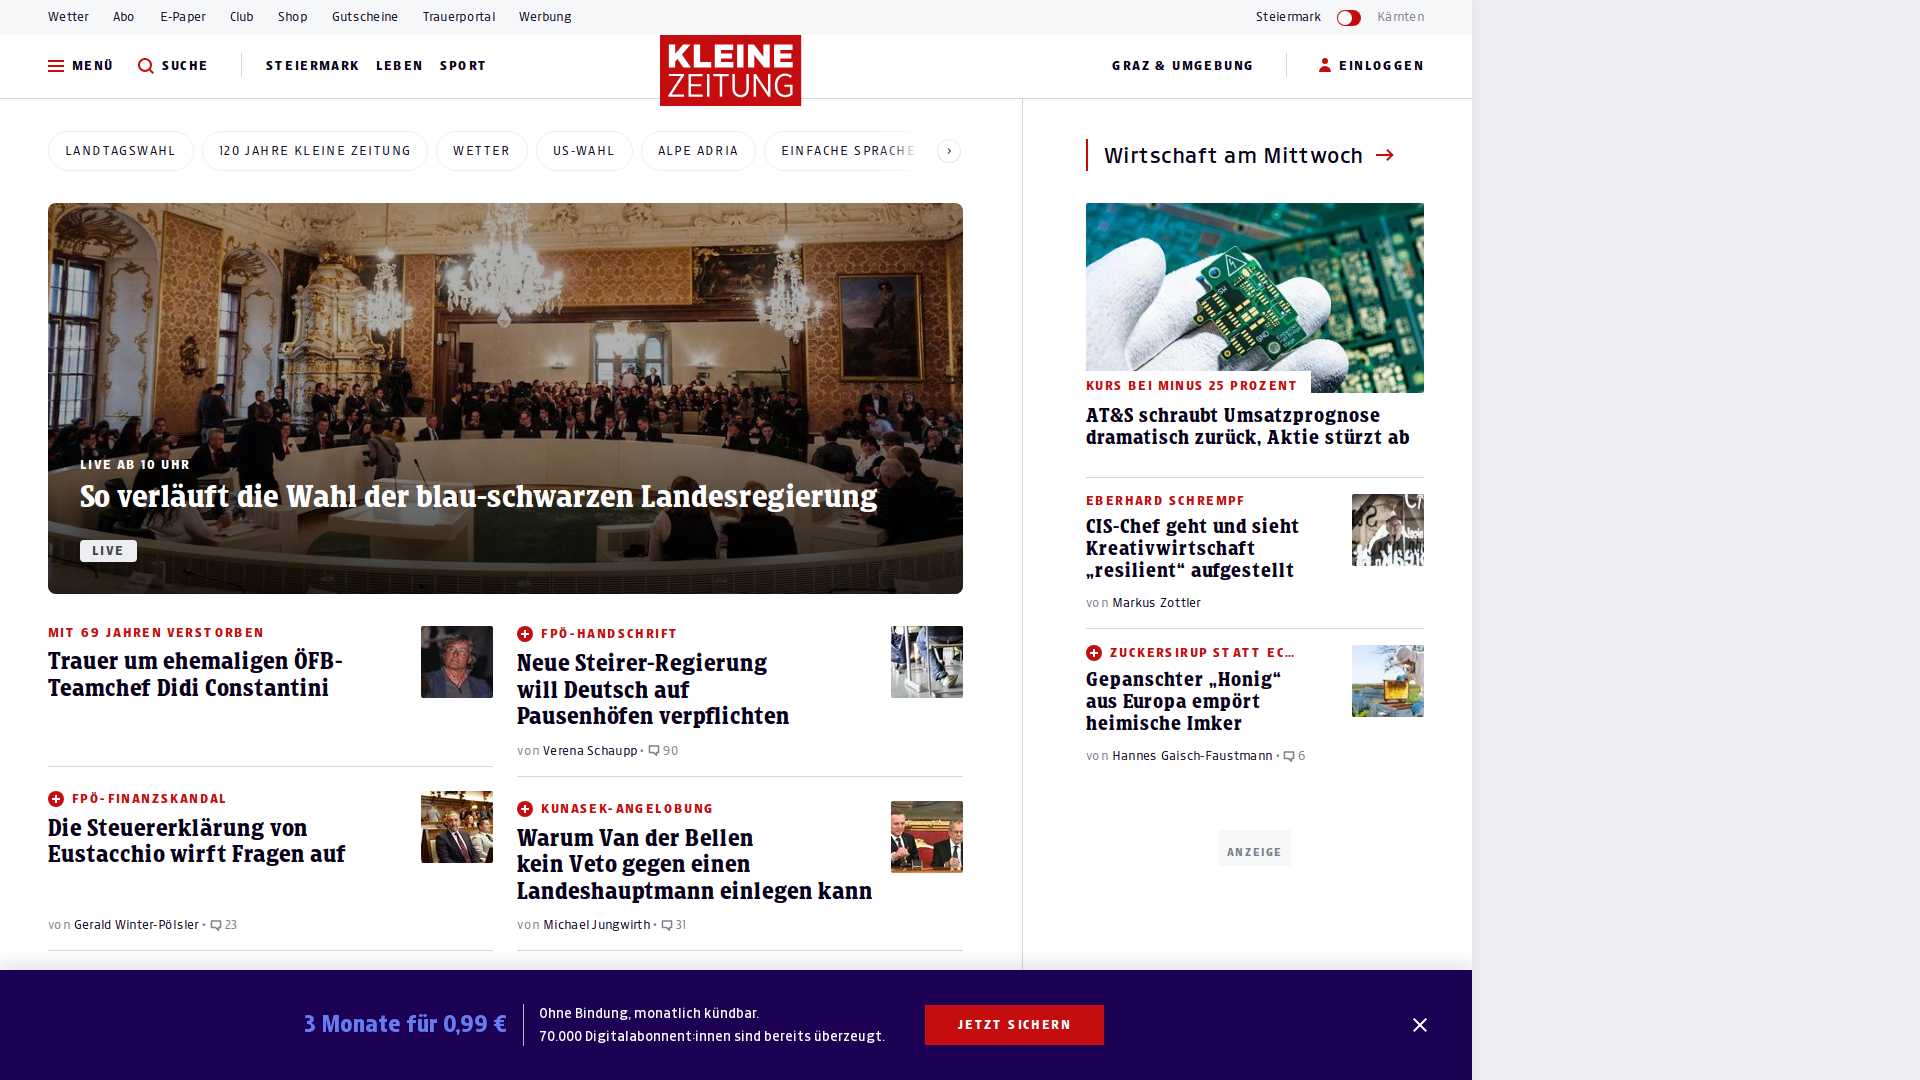 Wetter Abo E-Paper Club Shop Gutscheine Trauerportal Werbung Steiermark Kärnten
MENÜ SUCHE STEIERMARK LEBEN SPORT KLEINE ZEITUNG GRAZ & UMGEBUNG EINLOGGEN
LANDTAGSWAHL 120 JAHRE KLEINE ZEITUNG WETTER US-WAHL ALPE ADRIA EINFACHE SPRACHE
LIVE AB 10 UHR
So verläuft die Wahl der blau-schwarzen Landesregierung
LIVE
MIT 69 JAHREN VERSTORBEN
Trauer um ehemaligen ÖFB-
Teamchef Didi Constantini
FPÖ-HANDSCHRIFT
Neue Steirer-Regierung
will Deutsch auf
Pausenhöfen verpflichten
von Verena Schaupp • 90
FPÖ-FINANZSKANDAL
Die Steuererklärung von
Eustacchio wirft Fragen auf
von Gerald Winter-Pölsler • 23
KUNASEK-ANGELOBUNG
Warum Van der Bellen
kein Veto gegen einen
Landeshauptmann einlegen kann
von Michael Jungwirth • 31
Wirtschaft am Mittwoch
KURS BEI MINUS 25 PROZENT
AT&S schraubt Umsatzprognose
dramatisch zurück, Aktie stürzt ab
EBERHARD SCHREMPF
CIS-Chef geht und sieht
Kreativwirtschaft
„resilient“ aufgestellt
von Markus Zottler
ZUCKERSIRUP STATT EC...
Gepanschter „Honig“
aus Europa empört
heimische Imker
von Hannes Gaisch-Faustmann • 6
ANZEIGE
3 Monate für 0,99 €
Ohne Bindung, monatlich kündbar.
70.000 Digitalabonnent:innen sind bereits überzeugt.
JETZT SICHERN